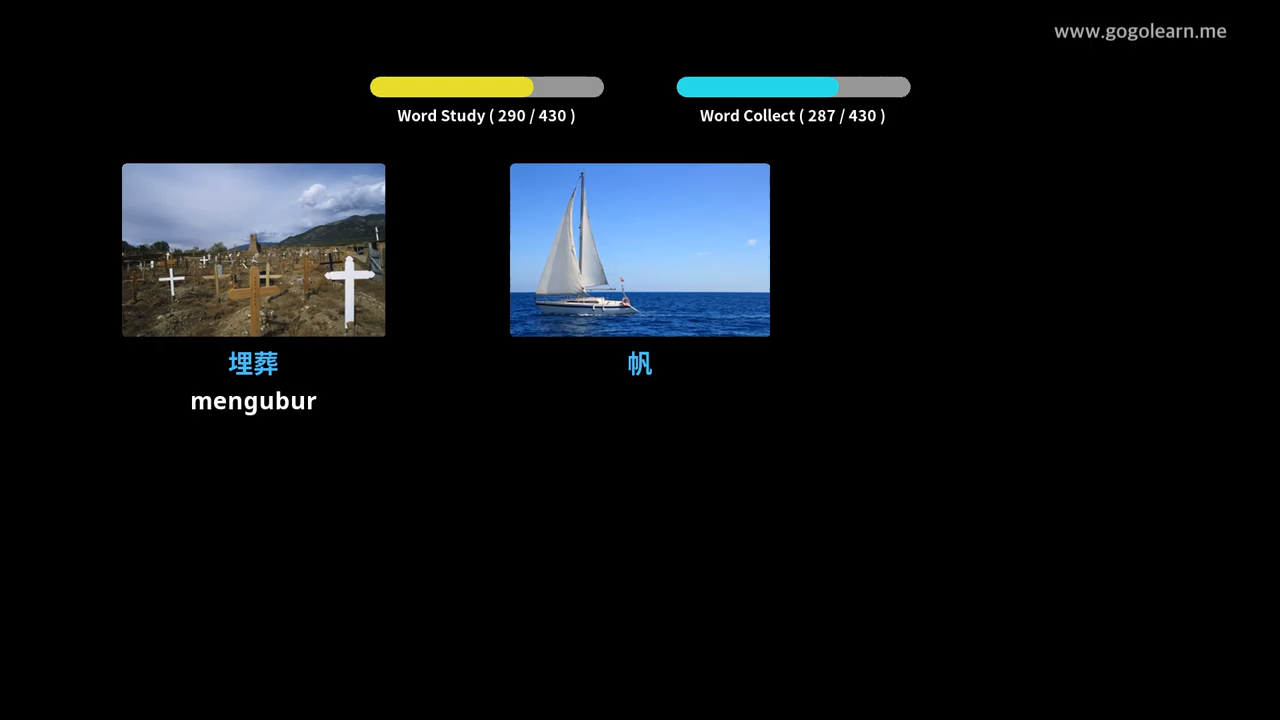 www.gogolearn.me
Word Study ( 290 / 430 )
Word Collect ( 287 / 430 )
埋葬
mengubur
帆